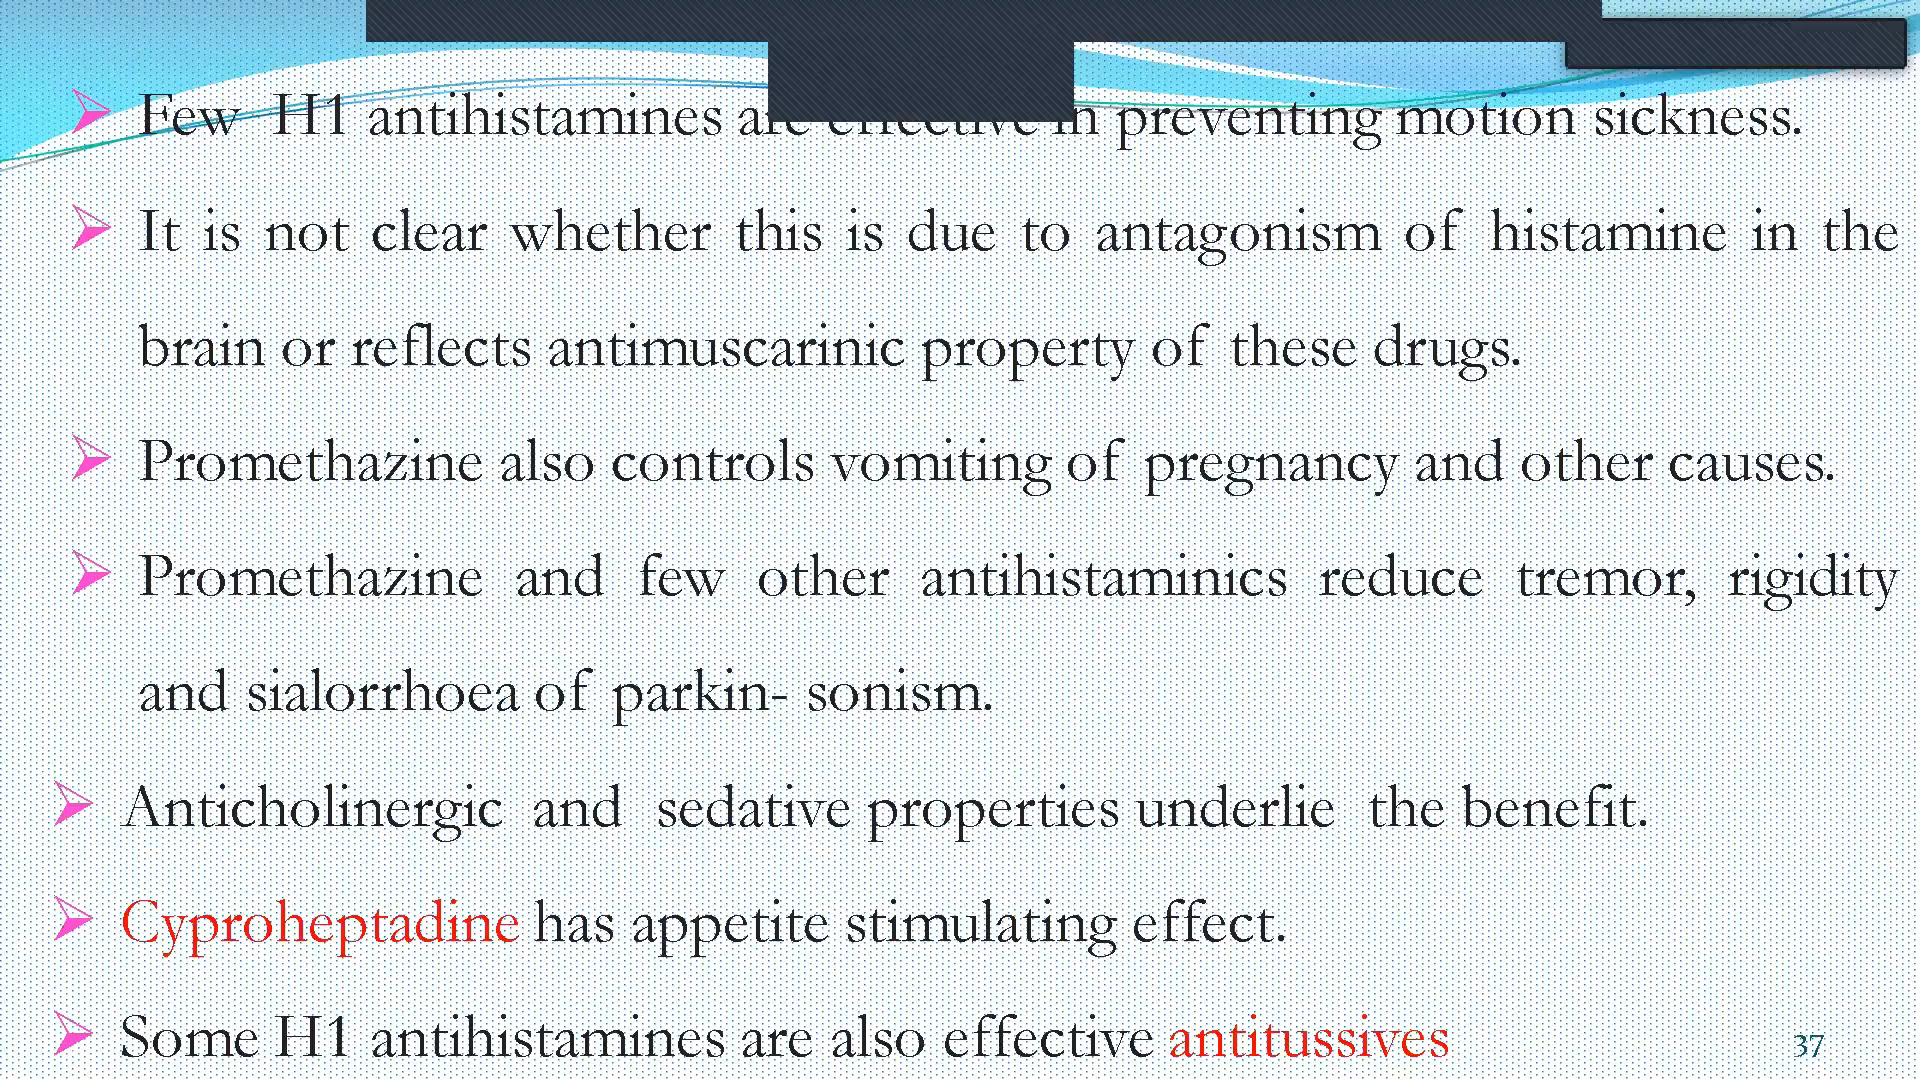 Few H1 antihistamines are effective in preventing motion sickness.
It is not clear whether this is due to antagonism of histamine in the
brain or reflects antimuscarinic property of these drugs.
Promethazine also controls vomiting of pregnancy and other causes.
Promethazine and few other antihistaminics reduce tremor, rigidity
and sialorrhoea of parkin- sonism.
Anticholinergic and sedative properties underlie the benefit.
Cyproheptadine has appetite stimulating effect.
Some H1 antihistamines are also effective antitussives
37